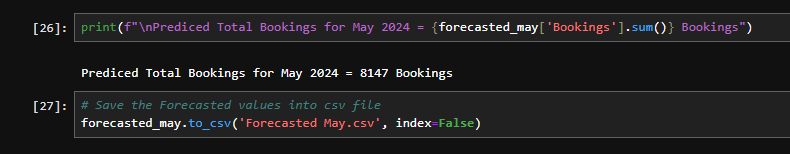 [26]: print(f"\nPrediced Total Bookings for May 2024 = {forecasted_may['Bookings'].sum()} Bookings")
Prediced Total Bookings for May 2024 = 8147 Bookings
[27]: # Save the Forecasted values into csv file
forecasted_may.to_csv('Forecasted May.csv', index=False)